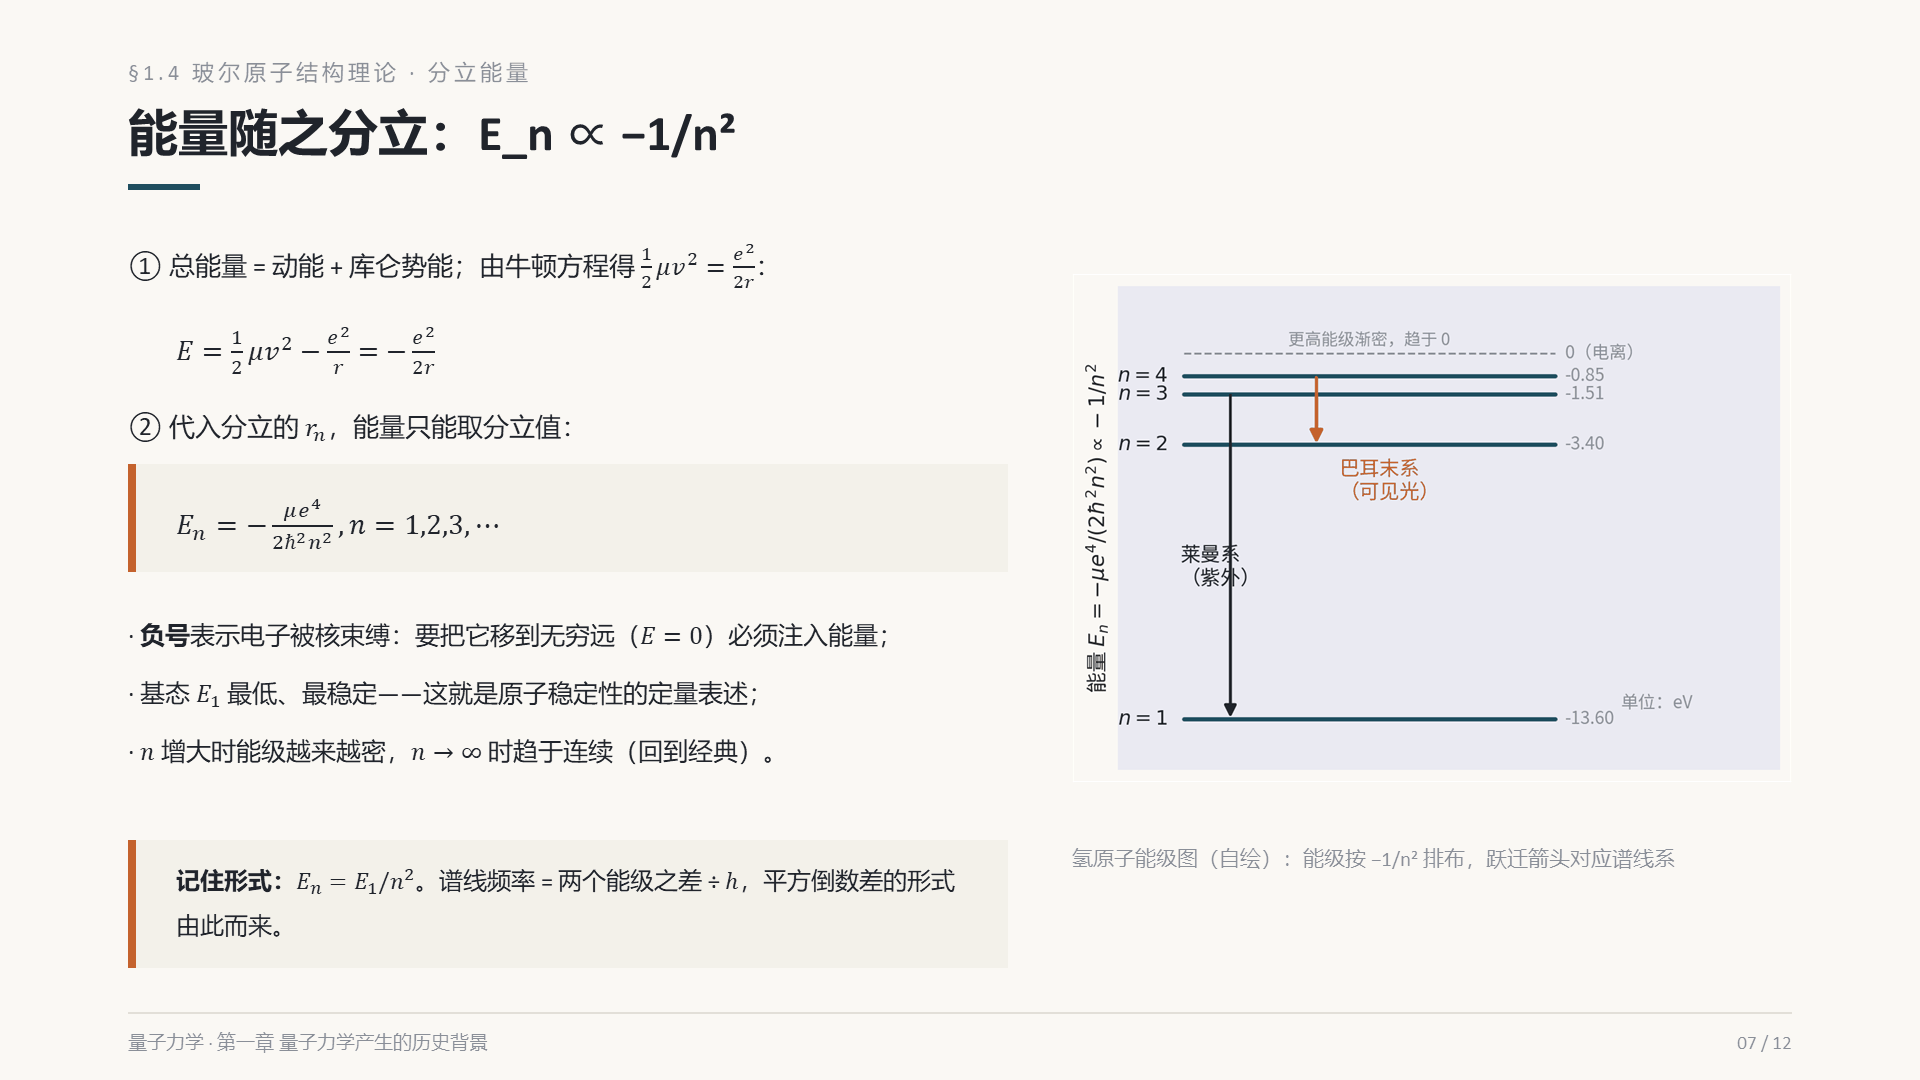 §1.4 玻尔原子结构理论 · 分立能量
能量随之分立：E_n ∝ −1/n²
① 总能量 = 动能 + 库仑势能；由牛顿方程得 \frac{1}{2}μv² = \frac{e²}{2r}：
E = \frac{1}{2}μv² − \frac{e²}{r} = −\frac{e²}{2r}
② 代入分立的 rₙ，能量只能取分立值：
Eₙ = −\frac{μe⁴}{2ℏ²n²}, n = 1,2,3,⋯
· 负号表示电子被核束缚：要把它移到无穷远（E = 0）必须注入能量；
· 基态 E₁ 最低、最稳定——这就是原子稳定性的定量表述；
· n 增大时能级越来越密，n → ∞ 时趋于连续（回到经典）。
记住形式：Eₙ = E₁/n²。谱线频率 = 两个能级之差 ÷ h，平方倒数差的形式
由此而来。
能量 Eₙ = −μe⁴/(2ℏ²n²) ∝ −1/n²
更高能级渐密，趋于 0
0（电离）
n = 4
-0.85
n = 3
-1.51
n = 2
-3.40
巴耳末系
（可见光）
莱曼系
（紫外）
单位：eV
n = 1
-13.60
氢原子能级图（自绘）：能级按 −1/n² 排布，跃迁箭头对应谱线系
量子力学 · 第一章 量子力学产生的历史背景
07 / 12